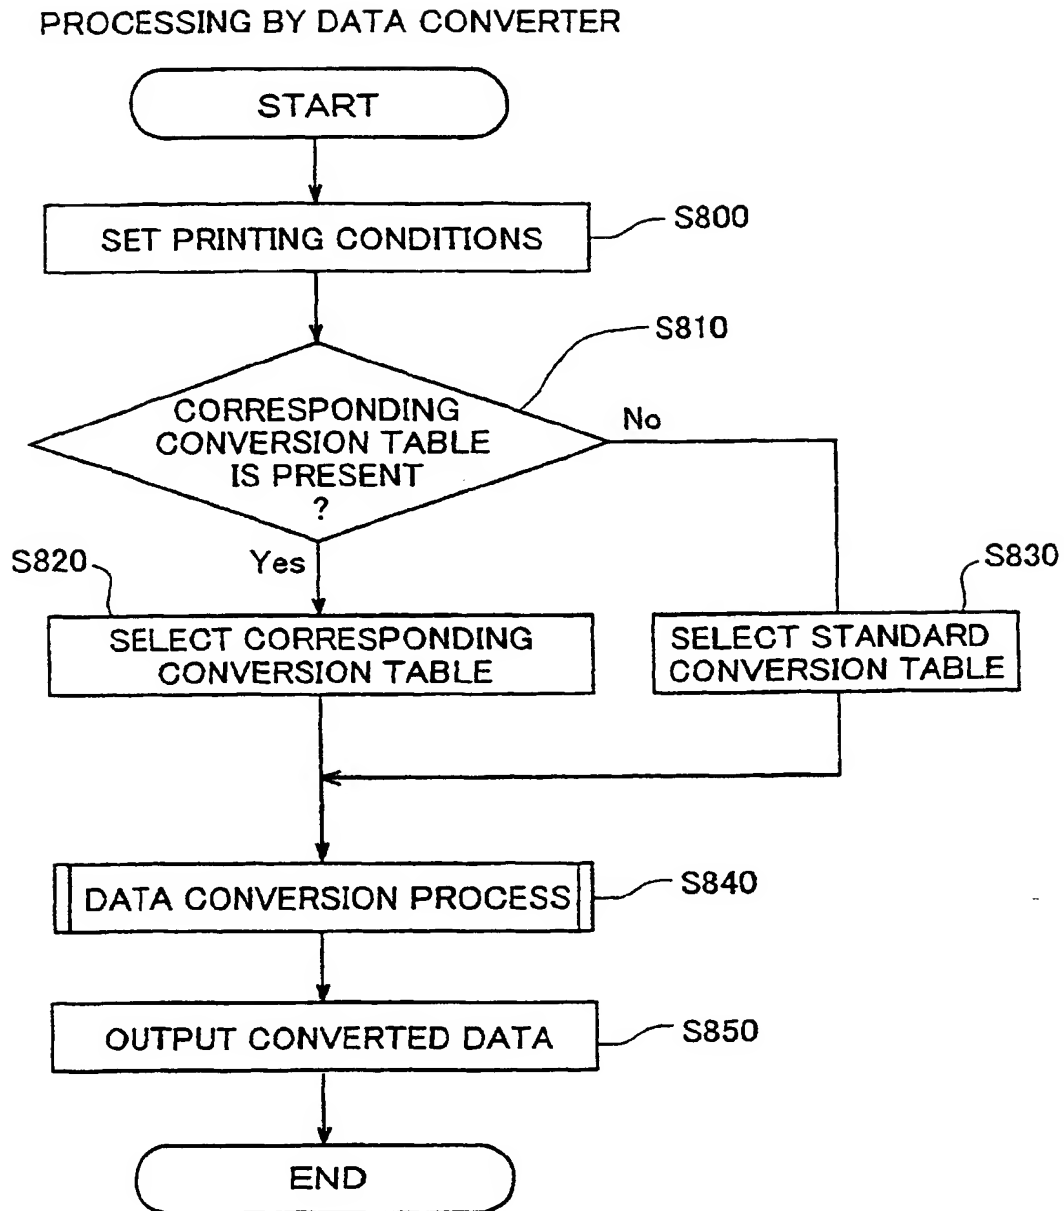 PROCESSING BY DATA CONVERTER
START
SET PRINTING CONDITIONS
S800
S810
CORRESPONDING
CONVERSION TABLE
IS PRESENT
?
No
Yes
S820
S830
SELECT CORRESPONDING
CONVERSION TABLE
SELECT STANDARD
CONVERSION TABLE
DATA CONVERSION PROCESS
S840
OUTPUT CONVERTED DATA
S850
END